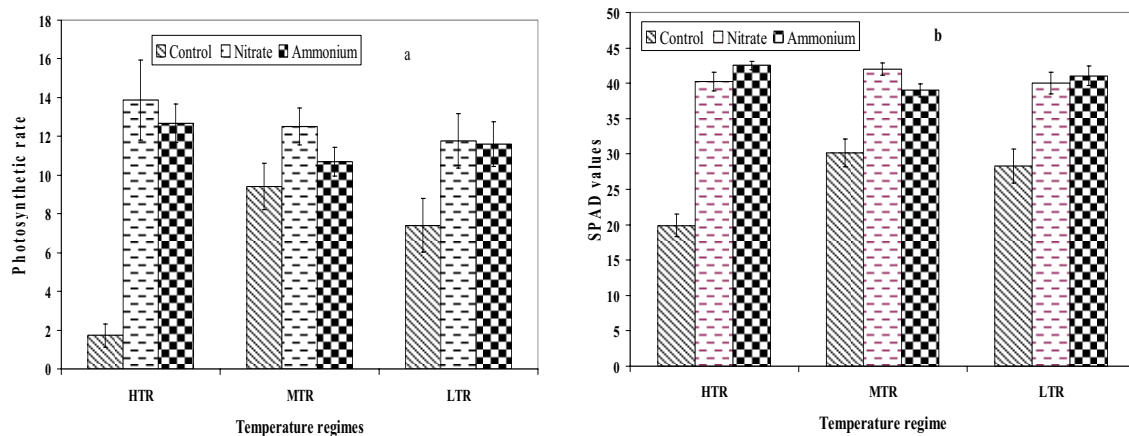 18
16
14
12
10
8
6
4
2
0
Photosynthetic rate
Control Nitrate Ammonium
a
HTR MTR LTR
Temperature regimes
50
45
40
35
30
25
20
15
10
5
0
SPAD values
Control Nitrate Ammonium
b
HTR MTR LTR
Temperature regime